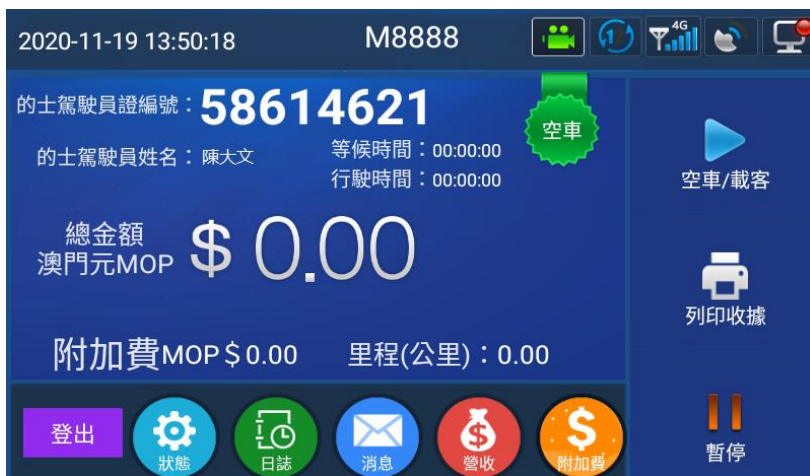 2020-11-19 13:50:18
M8888
1
4G
的士駕駛員證編號：58614621
空車
的士駕駛員姓名：陳大文
等候時間：00:00:00
行駛時間：00:00:00
空車/載客
總金額
澳門元MOP
$ 0.00
列印收據
附加費MOP$0.00
里程(公里)：0.00
登出
狀態
日誌
消息
營收
附加費
暫停